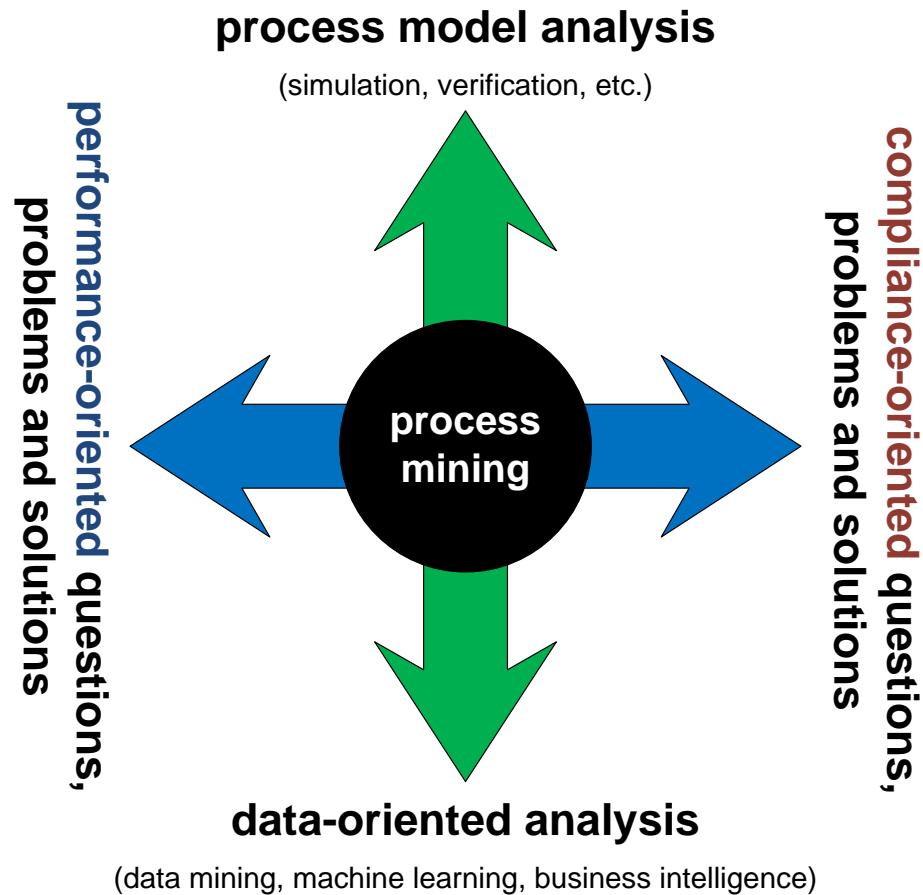 process model analysis
(simulation, verification, etc.)
performance-oriented questions,
problems and solutions
process
mining
compliance-oriented questions,
problems and solutions
data-oriented analysis
(data mining, machine learning, business intelligence)